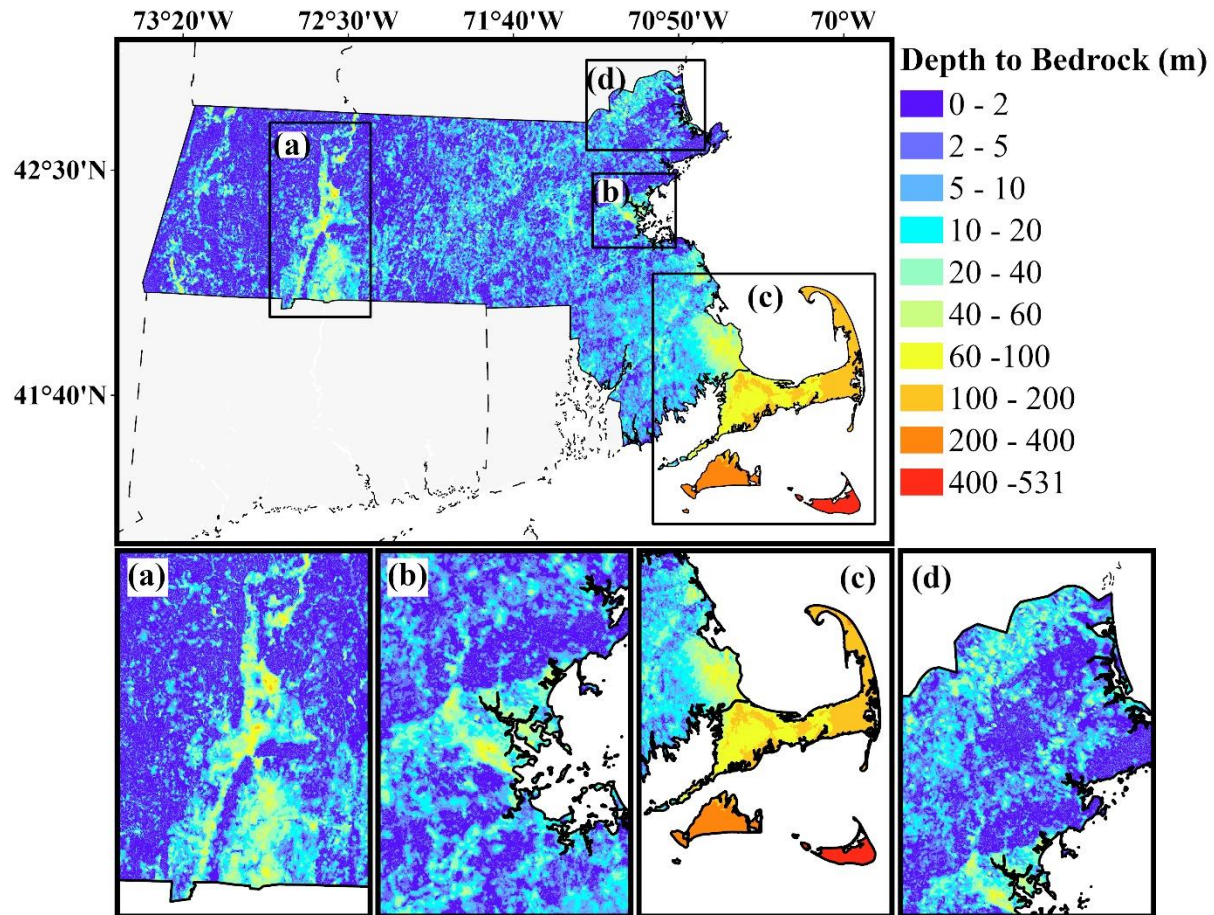 73°20'W 72°30'W 71°40'W 70°50'W 70°W
42°30'N
41°40'N
(a)
(b)
(c)
(d)
Depth to Bedrock (m)
0 - 2
2 - 5
5 - 10
10 - 20
20 - 40
40 - 60
60 -100
100 - 200
200 - 400
400 -531
(a)
(b)
(c)
(d)